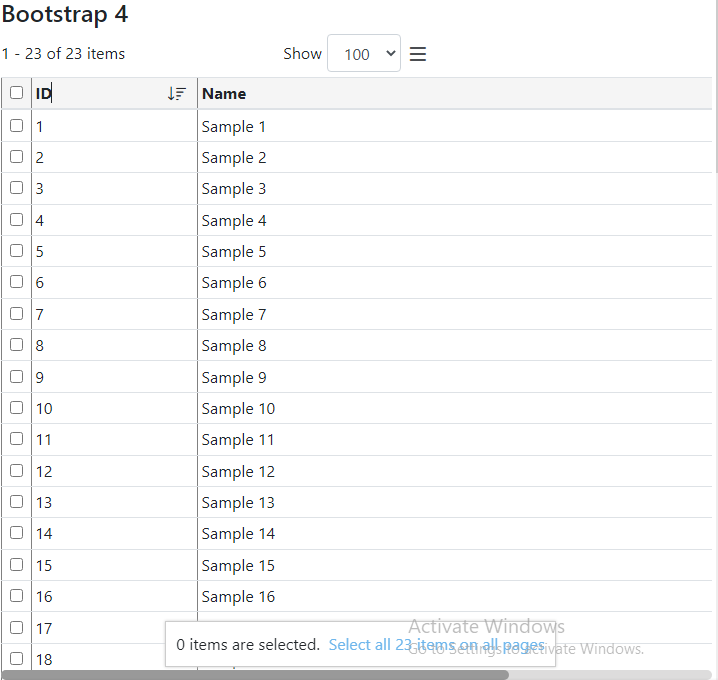 Bootstrap 4
1 - 23 of 23 items Show 100
ID Name
1 Sample 1
2 Sample 2
3 Sample 3
4 Sample 4
5 Sample 5
6 Sample 6
7 Sample 7
8 Sample 8
9 Sample 9
10 Sample 10
11 Sample 11
12 Sample 12
13 Sample 13
14 Sample 14
15 Sample 15
16 Sample 16
17
Activate Windows
0 items are selected. Select all 23 items on all pages
Go to Settings to activate Windows.
18